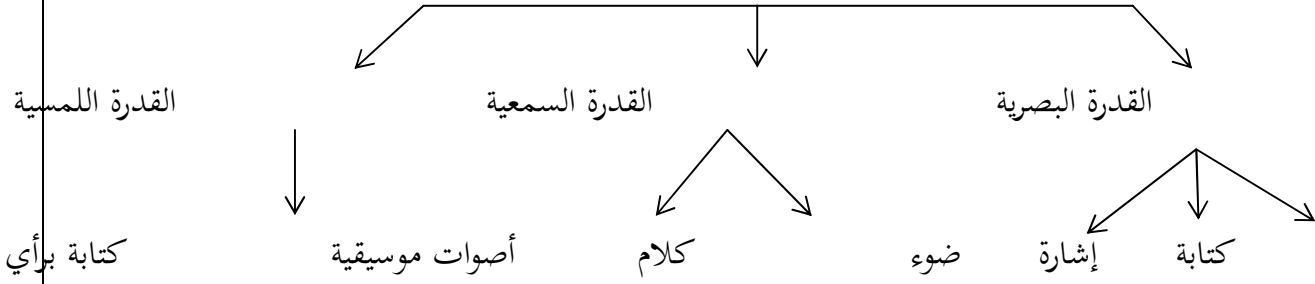 القدرة البصرية القدرة السمعية القدرة اللمسية
كتابة إشارة ضوء كلام أصوات موسيقية كتابة برأي